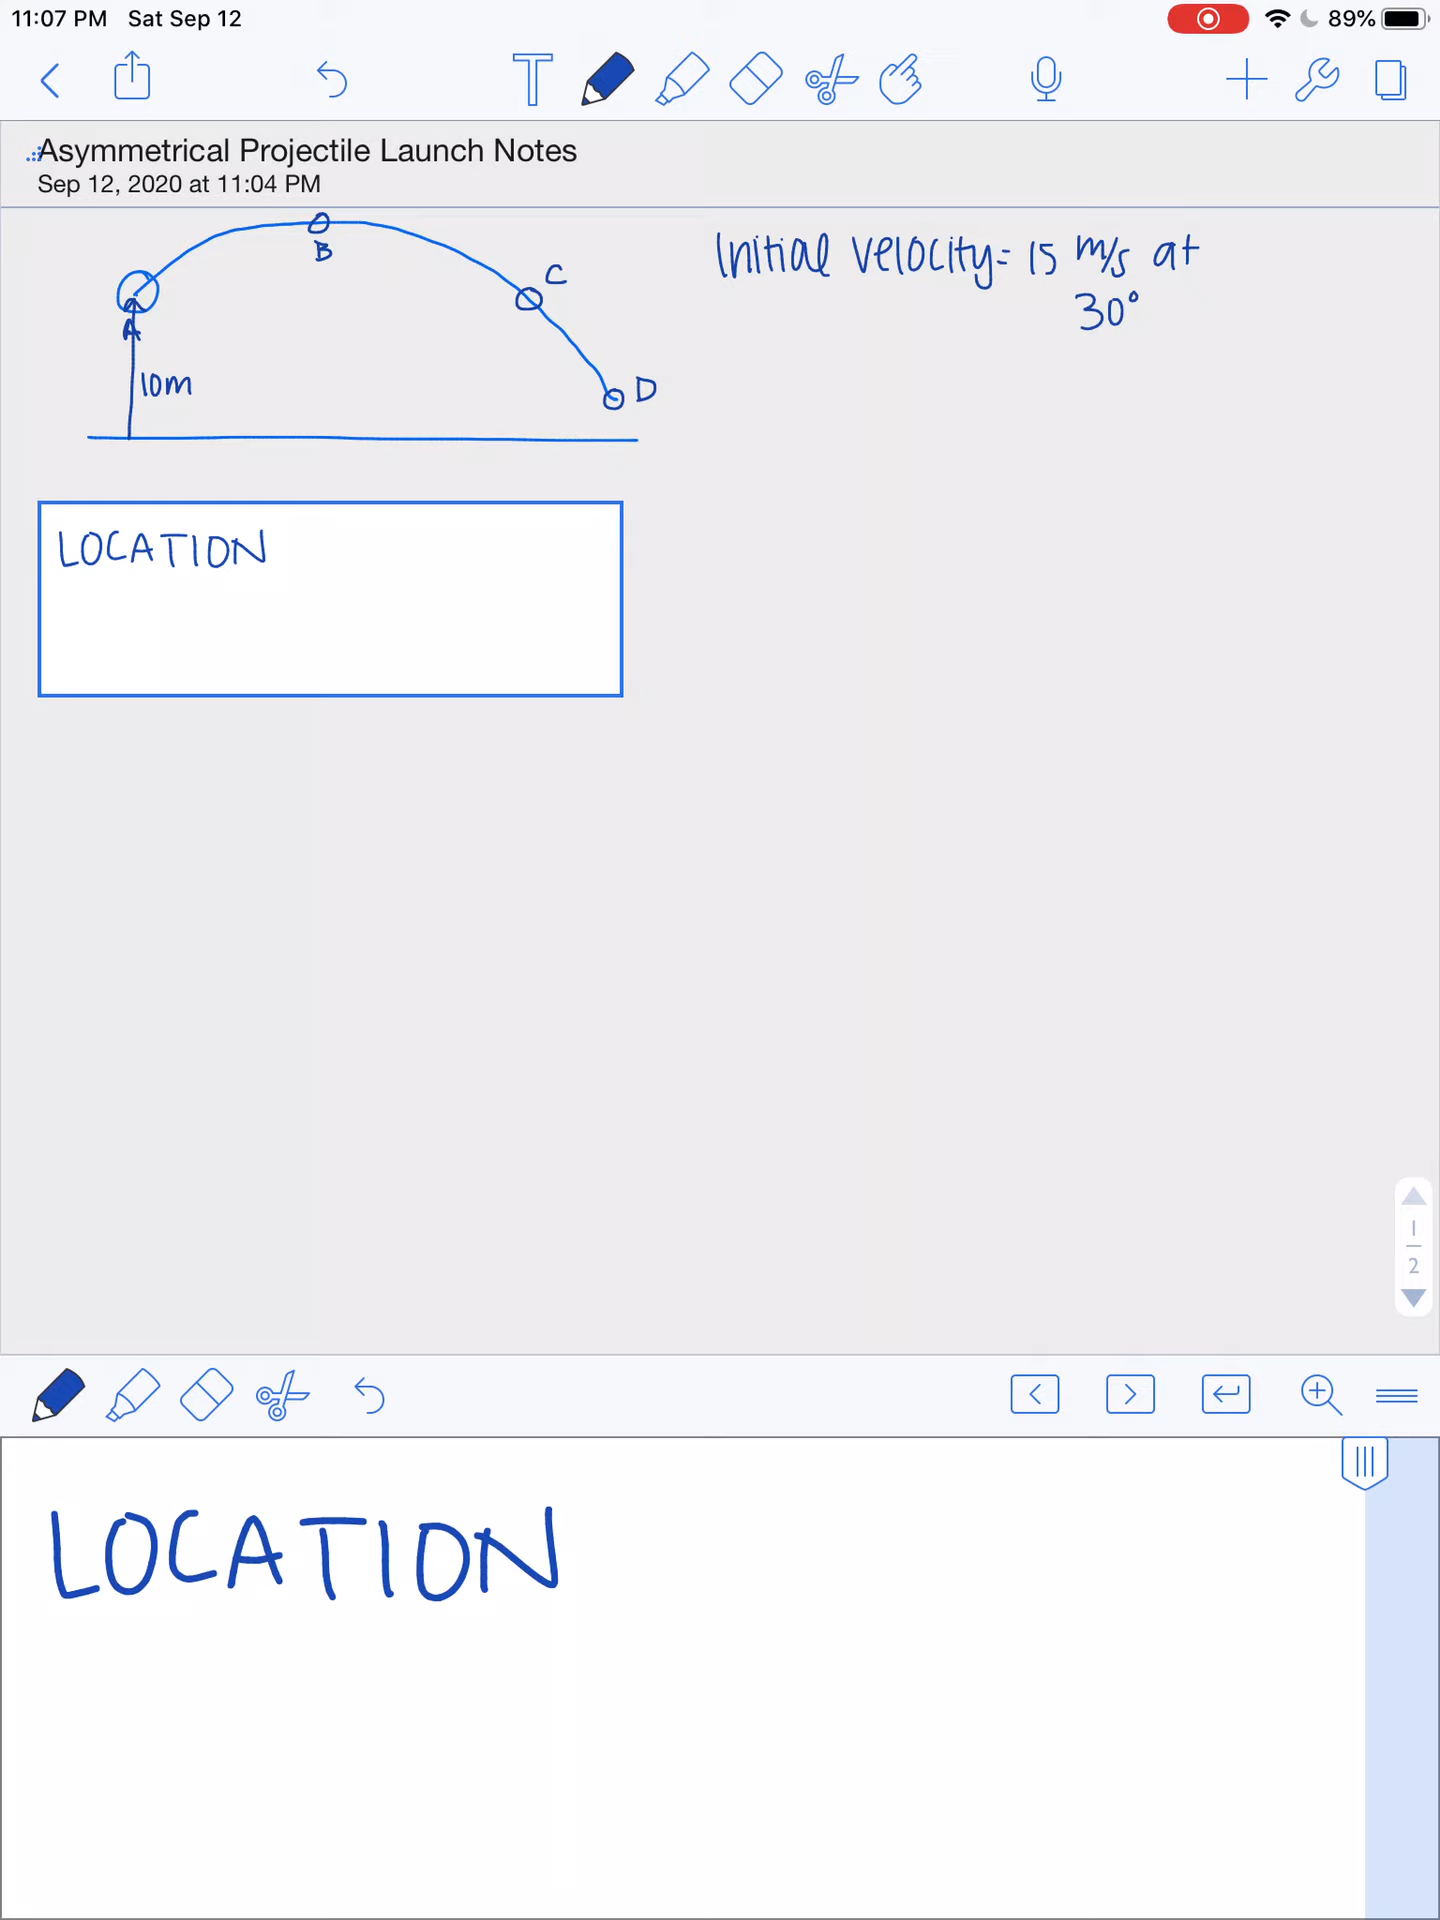 11:07 PM Sat Sep 12
89%
T
Asymmetrical Projectile Launch Notes
Sep 12, 2020 at 11:04 PM
B
C
A
10m
D
Initial velocity = 15 m/s at
30°
LOCATION
1
2
LOCATION